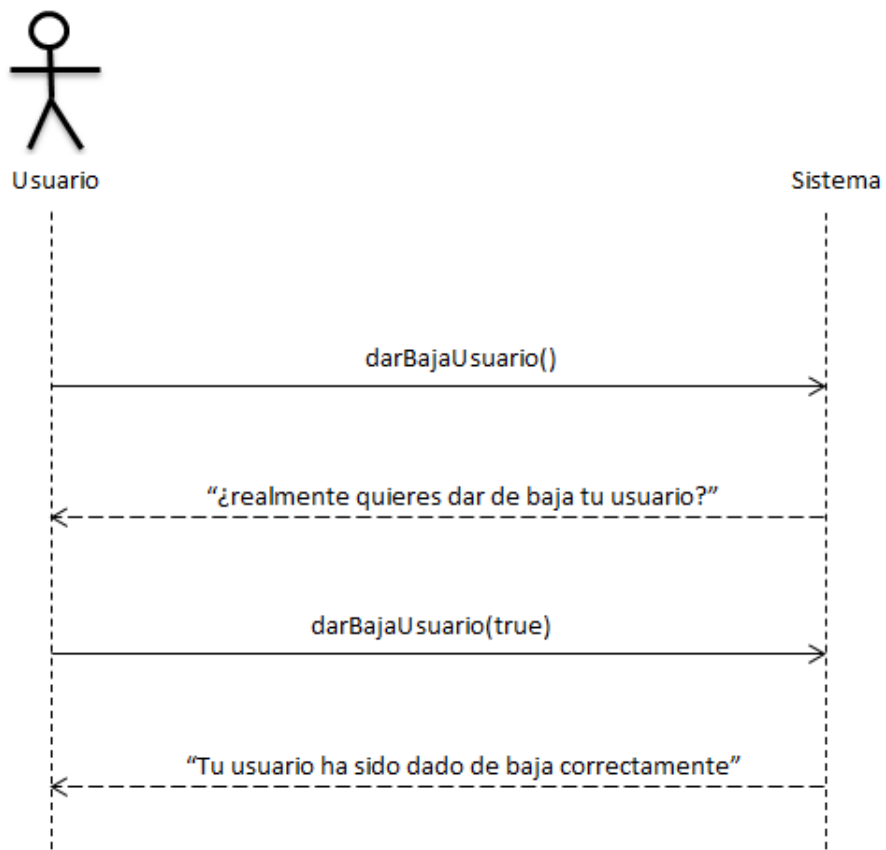 Usuario
Sistema
darBajaUsuario()
“¿realmente quieres dar de baja tu usuario?”
darBajaUsuario(true)
“Tu usuario ha sido dado de baja correctamente”